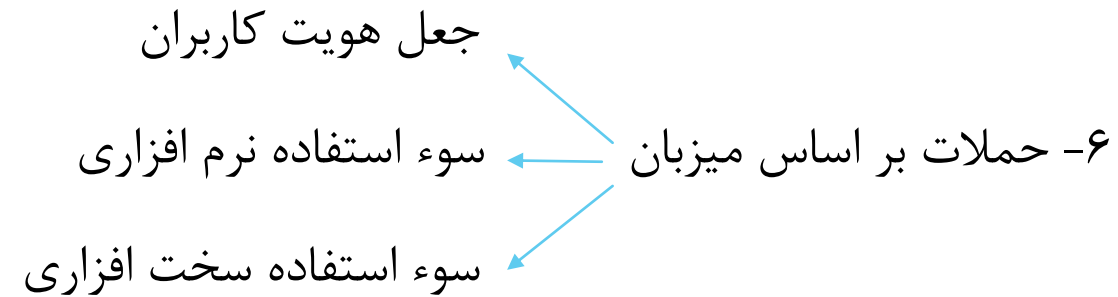 جعل هویت کاربران
۶- حملات بر اساس میزبان
سوء استفاده نرم افزاری
سوء استفاده سخت افزاری